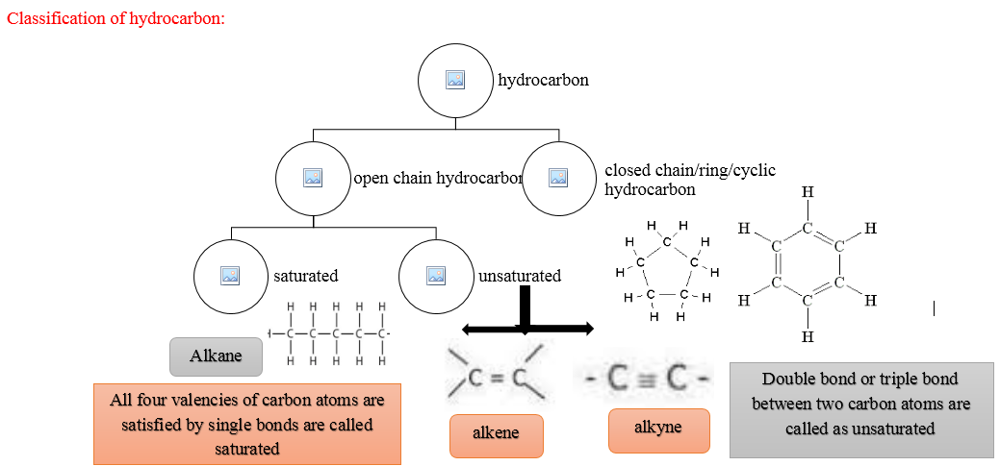 Classification of hydrocarbon:
hydrocarbon
open chain hydrocarbon
closed chain/ring/cyclic
hydrocarbon
saturated
unsaturated
H H H H H
-C-C-C-C-C-
H H H H H
H H
H C H
H C C H
H-C-C-H
H H
H
H C H
C C
C C
H C H
H
Alkane
C=C
-C≡C-
All four valencies of carbon atoms are
satisfied by single bonds are called
saturated
alkene
alkyne
Double bond or triple bond
between two carbon atoms are
called as unsaturated